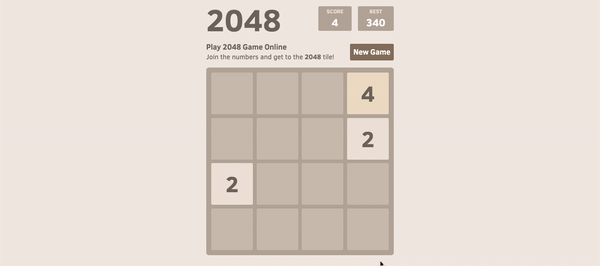 2048
SCORE
4
BEST
340
Play 2048 Game Online
Join the numbers and get to the 2048 tile!
New Game
4
2
2